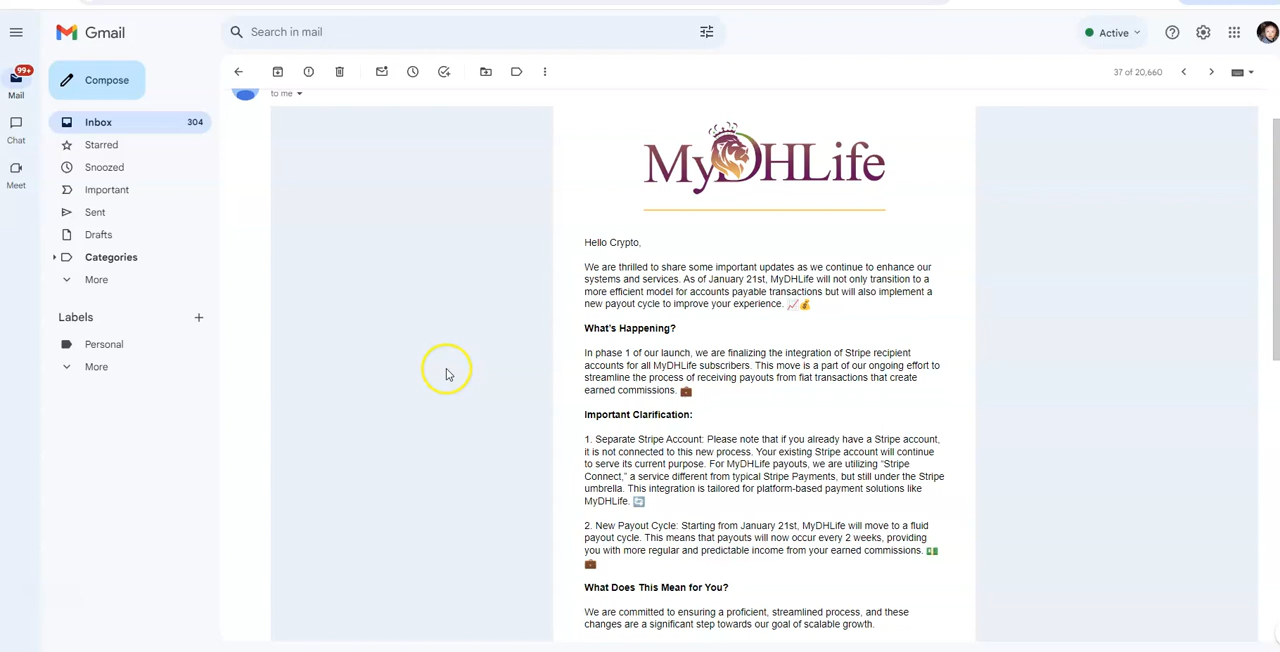 Gmail
Search in mail
Active
99+
Mail
Compose
37 of 20,660
to me
Inbox 304
Chat
Starred
Snoozed
Meet
Important
Sent
Drafts
Categories
More
Labels
Personal
More
MyDHLife
Hello Crypto,
We are thrilled to share some important updates as we continue to enhance our
systems and services. As of January 21st, MyDHLife will not only transition to a
more efficient model for accounts payable transactions but will also implement a
new payout cycle to improve your experience. 📈💰
What's Happening?
In phase 1 of our launch, we are finalizing the integration of Stripe recipient
accounts for all MyDHLife subscribers. This move is a part of our ongoing effort to
streamline the process of receiving payouts from fiat transactions that create
earned commissions. 💼
Important Clarification:
1. Separate Stripe Account: Please note that if you already have a Stripe account,
it is not connected to this new process. Your existing Stripe account will continue
to serve its current purpose. For MyDHLife payouts, we are utilizing “Stripe
Connect,” a service different from typical Stripe Payments, but still under the Stripe
umbrella. This integration is tailored for platform-based payment solutions like
MyDHLife. 🔄
2. New Payout Cycle: Starting from January 21st, MyDHLife will move to a fluid
payout cycle. This means that payouts will now occur every 2 weeks, providing
you with more regular and predictable income from your earned commissions. 💵
💼
What Does This Mean for You?
We are committed to ensuring a proficient, streamlined process, and these
changes are a significant step towards our goal of scalable growth.